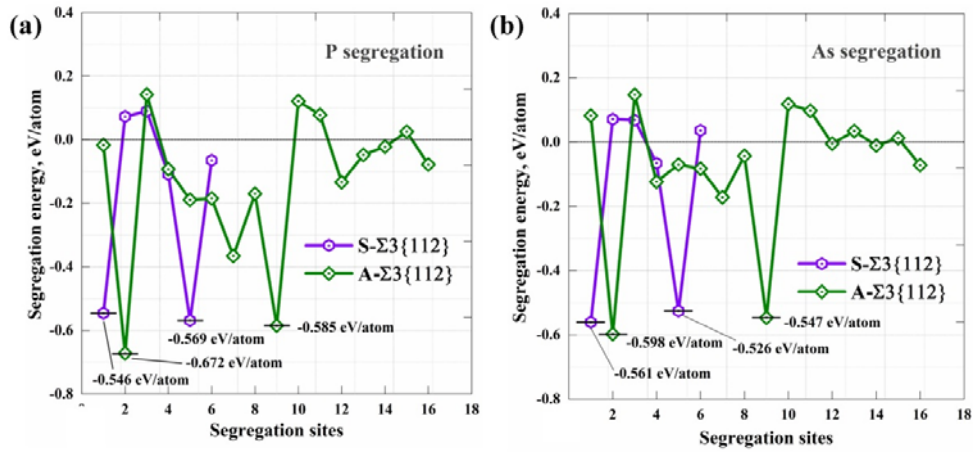 (a)
P segregation
Segregation energy, eV/atom
0.4
0.2
0.0
-0.2
-0.4
-0.6
-0.8
S-Σ3{112}
A-Σ3{112}
-0.546 eV/atom
-0.672 eV/atom
-0.569 eV/atom
-0.585 eV/atom
2 4 6 8 10 12 14 16 18
Segregation sites
(b)
As segregation
Segregation energy, eV/atom
0.4
0.2
0.0
-0.2
-0.4
-0.6
-0.8
S-Σ3{112}
A-Σ3{112}
-0.561 eV/atom
-0.598 eV/atom
-0.526 eV/atom
-0.547 eV/atom
0 2 4 6 8 10 12 14 16 18
Segregation sites